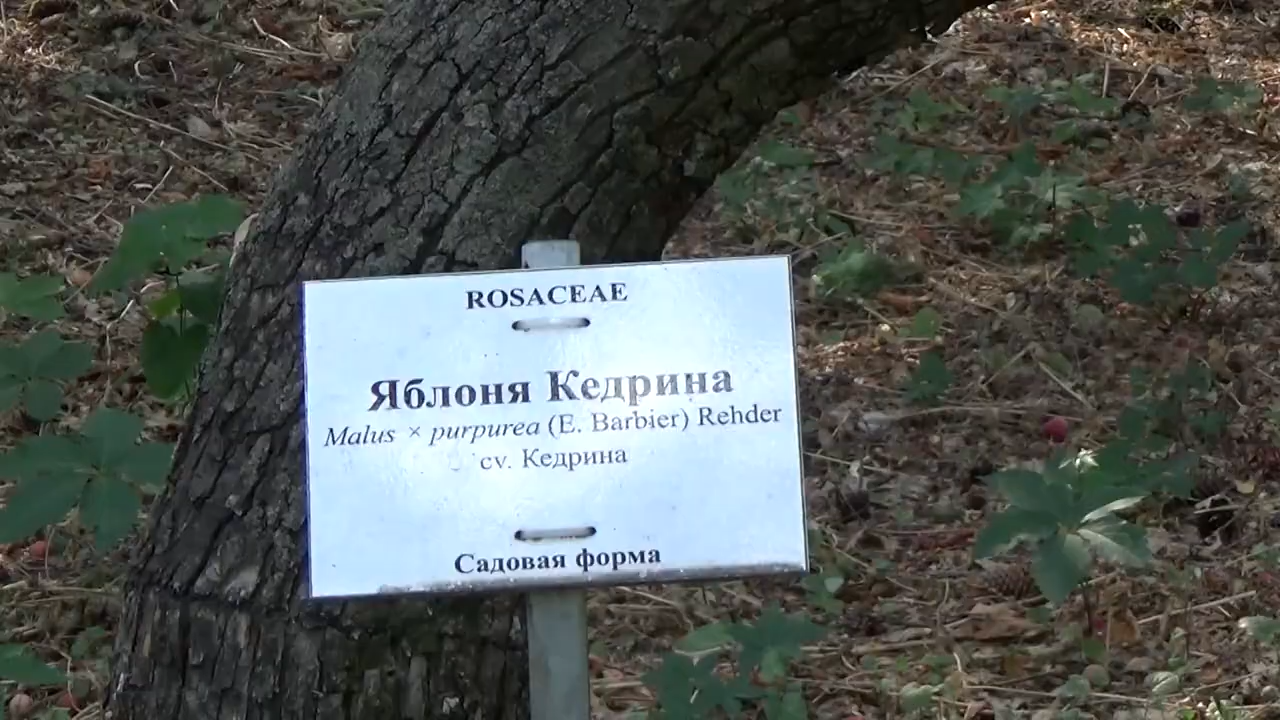 ROSACEAE
Яблоня Кедрина
Malus × purpurea (E. Barbier) Rehder
cv. Кедрина
Садовая форма